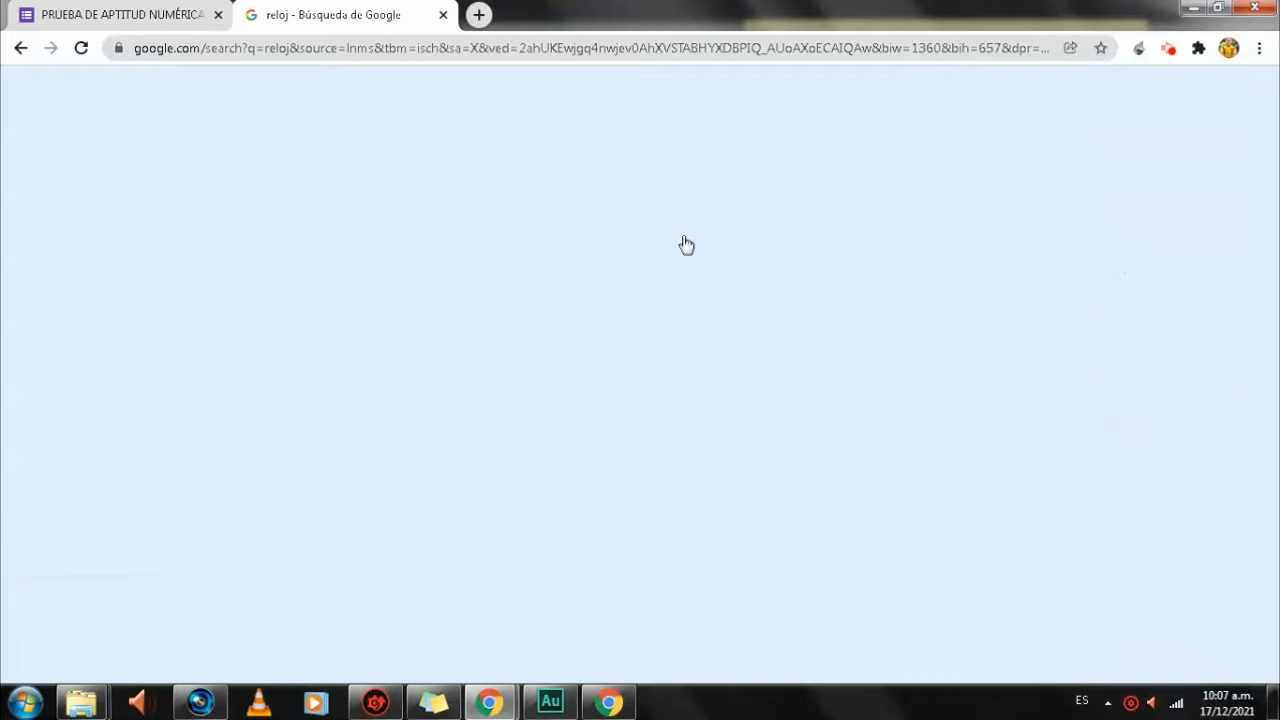 PRUEBA DE APTITUD NUMÉRICA
reloj - Búsqueda de Google
google.com/search?q=reloj&source=lnms&tbm=isch&sa=X&ved=2ahUKEwjgq4nwjev0AhXVSTABHYXDBPIQ_AUoAXoECAIQAw&biw=1360&bih=657&dpr=...
Au
ES
10:07 a.m.
17/12/2021